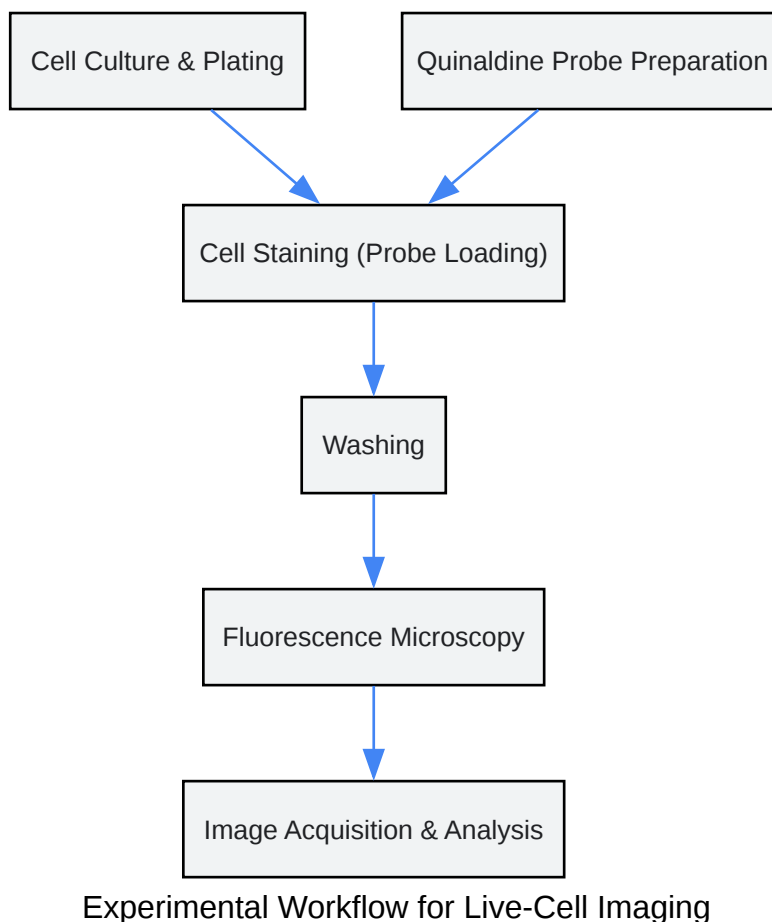 Cell Culture & Plating
Quinaldine Probe Preparation
Cell Staining (Probe Loading)
Washing
Fluorescence Microscopy
Image Acquisition & Analysis
Experimental Workflow for Live-Cell Imaging